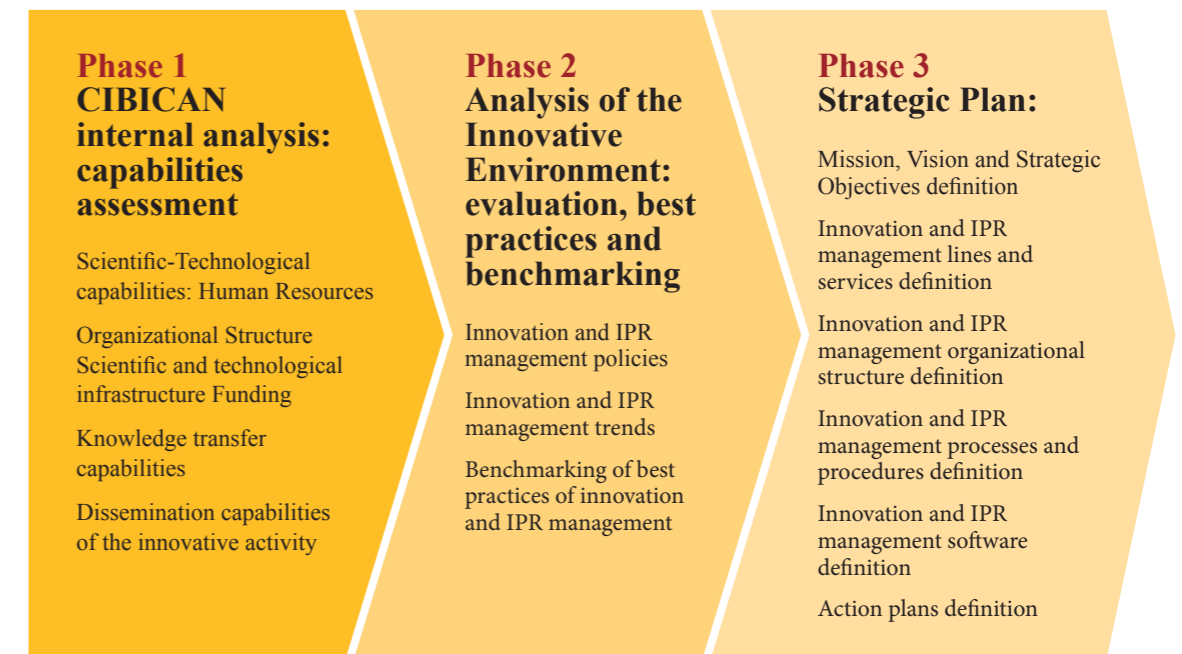 Phase 1
CIBICAN
internal analysis:
capabilities
assessment
Scientific-Technological
capabilities: Human Resources
Organizational Structure
Scientific and technological
infrastructure Funding
Knowledge transfer
capabilities
Dissemination capabilities
of the innovative activity
Phase 2
Analysis of the
Innovative
Environment:
evaluation, best
practices and
benchmarking
Innovation and IPR
management policies
Innovation and IPR
management trends
Benchmarking of best
practices of innovation
and IPR management
Phase 3
Strategic Plan:
Mission, Vision and Strategic
Objectives definition
Innovation and IPR
management lines and
services definition
Innovation and IPR
management organizational
structure definition
Innovation and IPR
management processes and
procedures definition
Innovation and IPR
management software
definition
Action plans definition